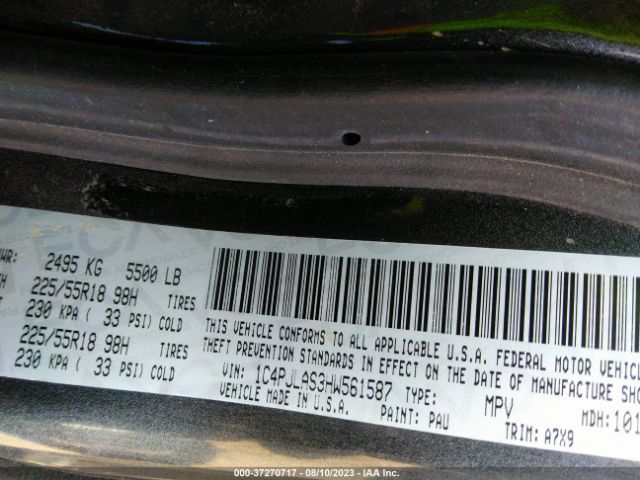 2495 KG 5500 LB
225/55R18 98H TIRES
230 KPA ( 33 PSI) COLD
225/55R18 98H TIRES
230 KPA ( 33 PSI) COLD
THIS VEHICLE CONFORMS TO ALL APPLICABLE U.S.A. FEDERAL MOTOR
THEFT PREVENTION STANDARDS IN EFFECT ON THE DATE OF MANUFACTURE
VIN: 1C4PJLAS3HW561587 TYPE: MPV MDH:101
VEHICLE MADE IN U.S.A. PAINT: PAU TRIM: A7X9
00-37270717 — 08/10/2023 — IAA Inc.